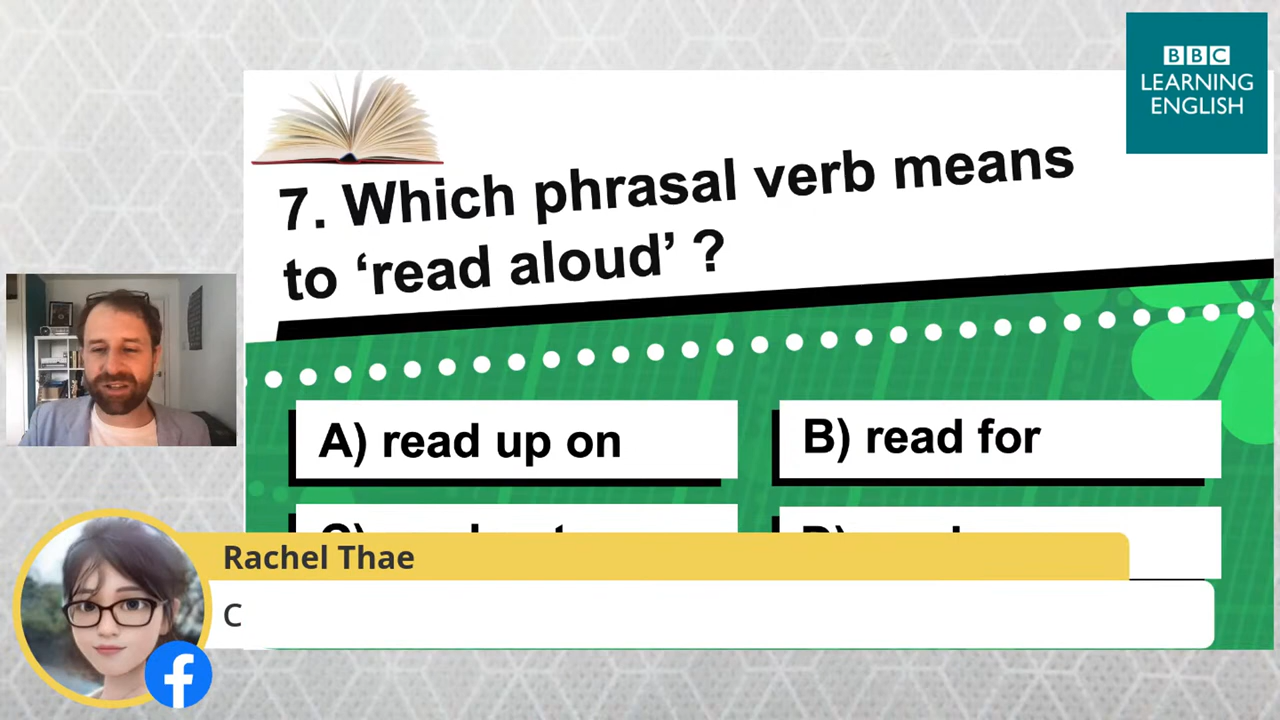 BBC
LEARNING
ENGLISH
7. Which phrasal verb means
to ‘read aloud’ ?
A) read up on
B) read for
Rachel Thae
C